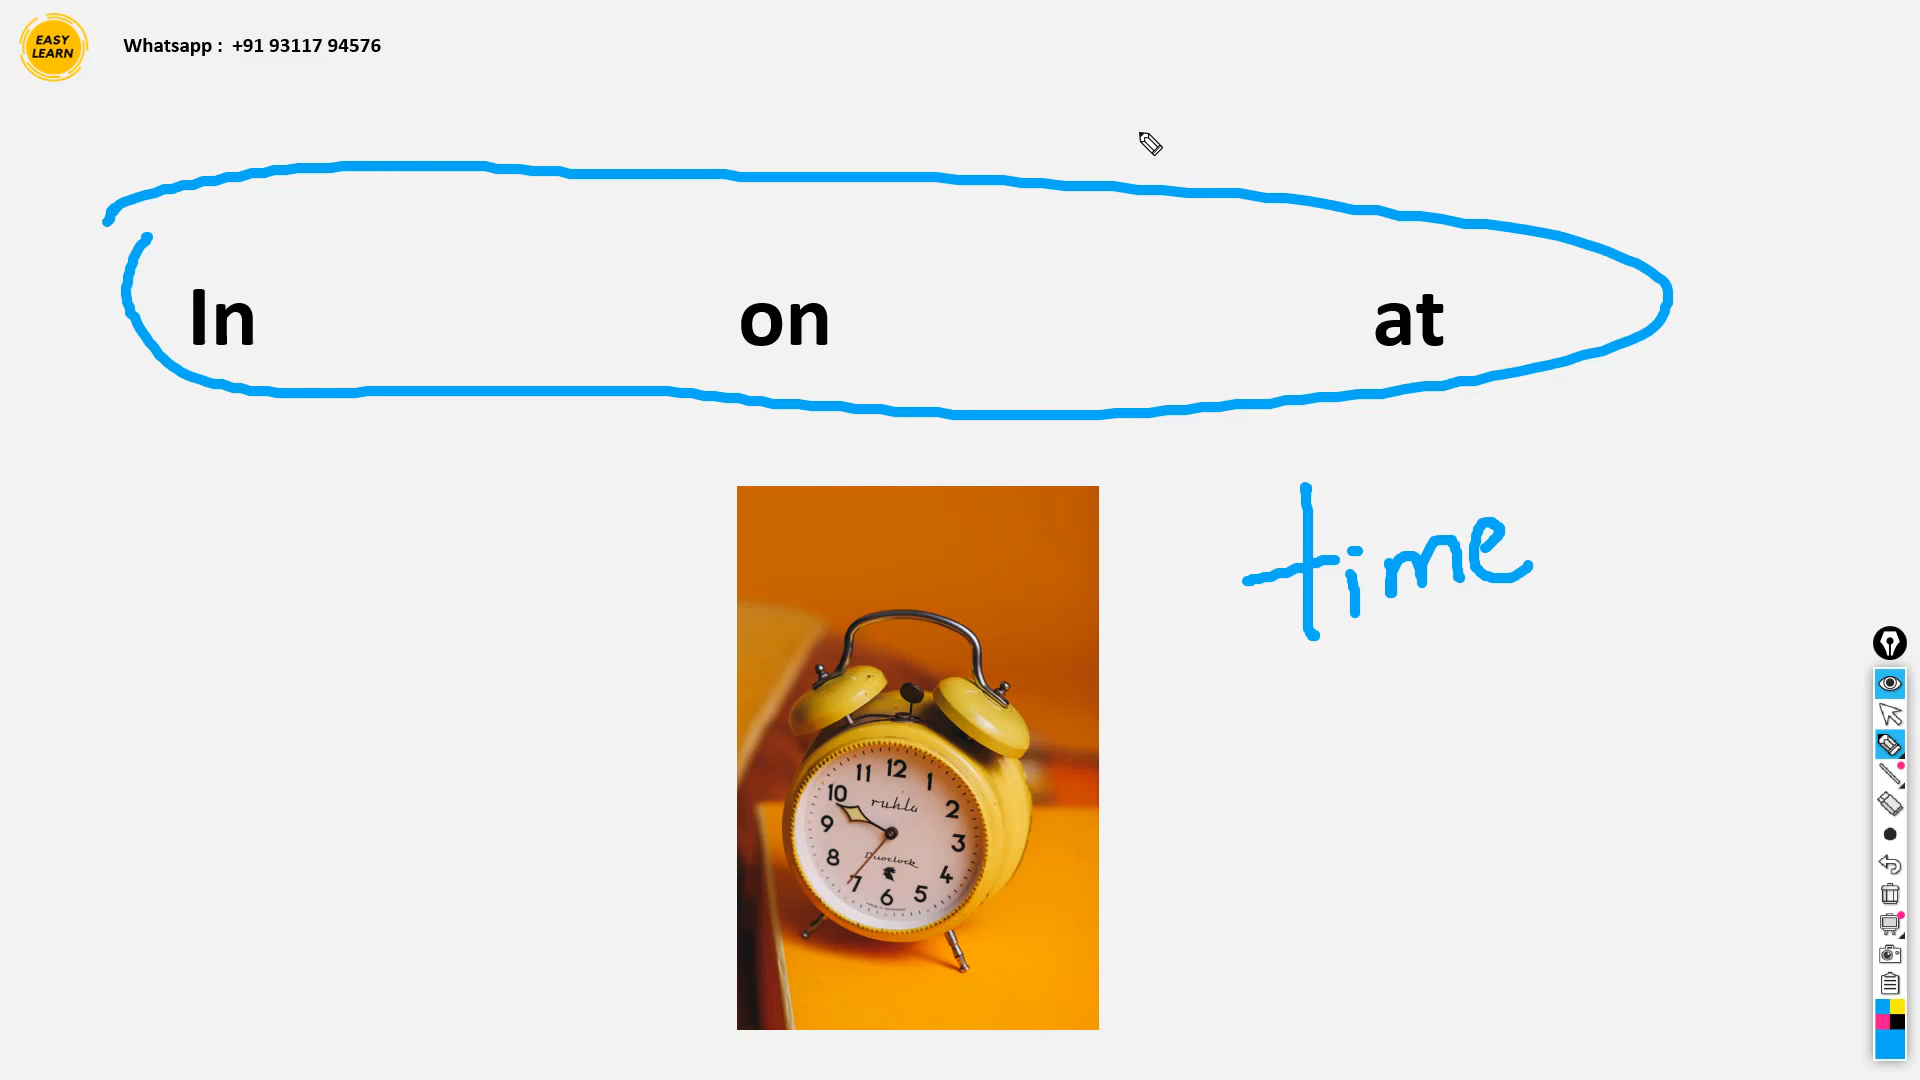 EASY
LEARN
Whatsapp : +91 93117 94576
In on at
time
12
11 1
10 2
ruhla
9 3
Duoclock
8 4
7 5
6